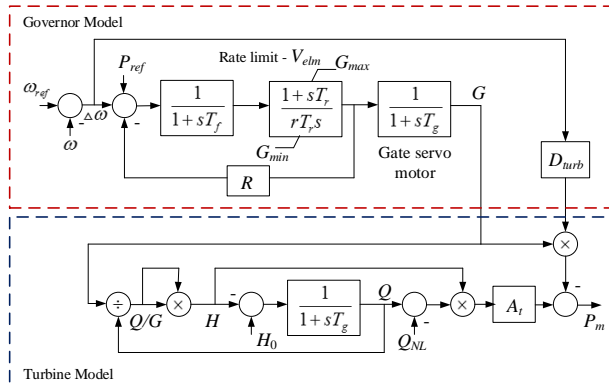 Governor Model
Rate limit - V_elm
G_max
P_ref
ω_ref
Δω
-
-
ω
1
1 + sT_f
1 + sT_r
rT_r s
G_min
1
1 + sT_g
G
Gate servo
motor
R
D_turb
×
÷
Q/G
×
H
-
H_0
1
1 + sT_g
Q
-
Q_NL
×
A_t
-
P_m
Turbine Model